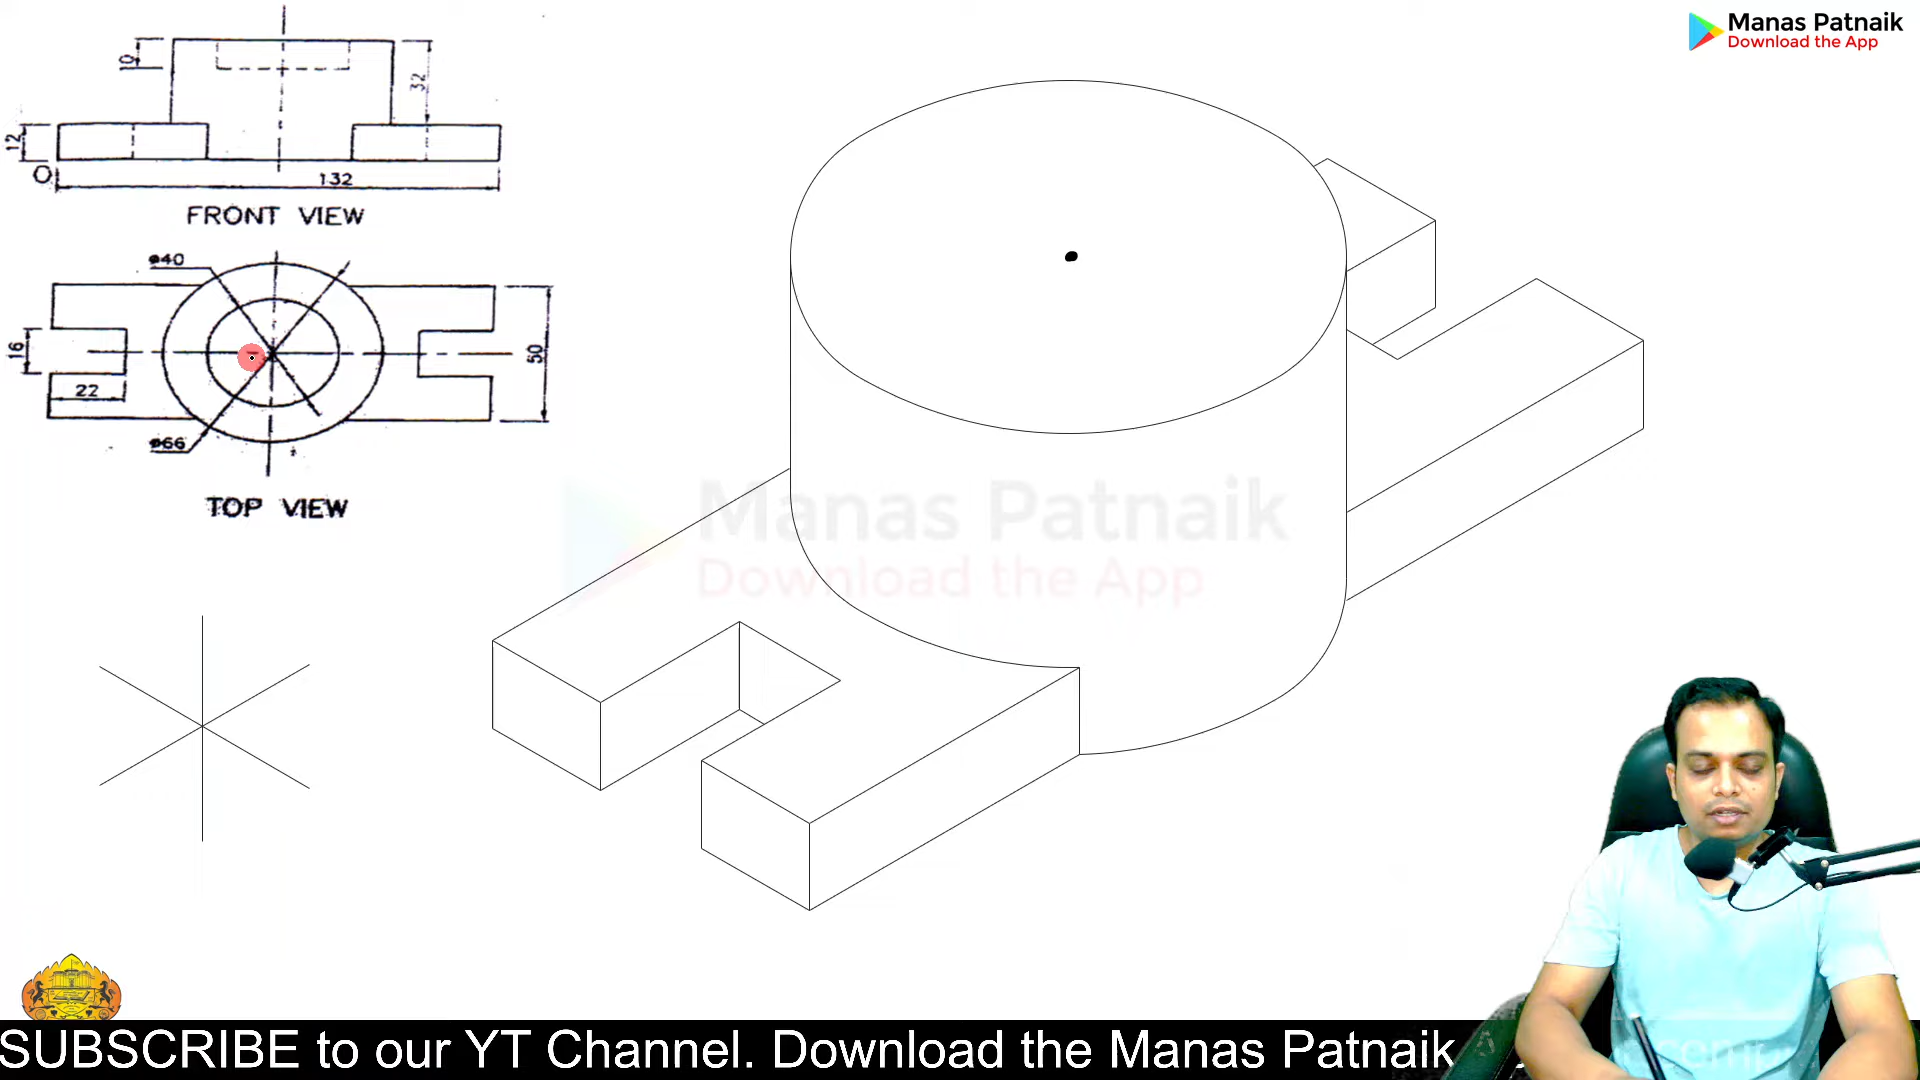 Manas Patnaik
Download the App
10
32
12
O
132
FRONT VIEW
ø40
16
50
22
ø66
TOP VIEW
Manas Patnaik
Download the App
SUBSCRIBE to our YT Channel. Download the Manas Patnaik